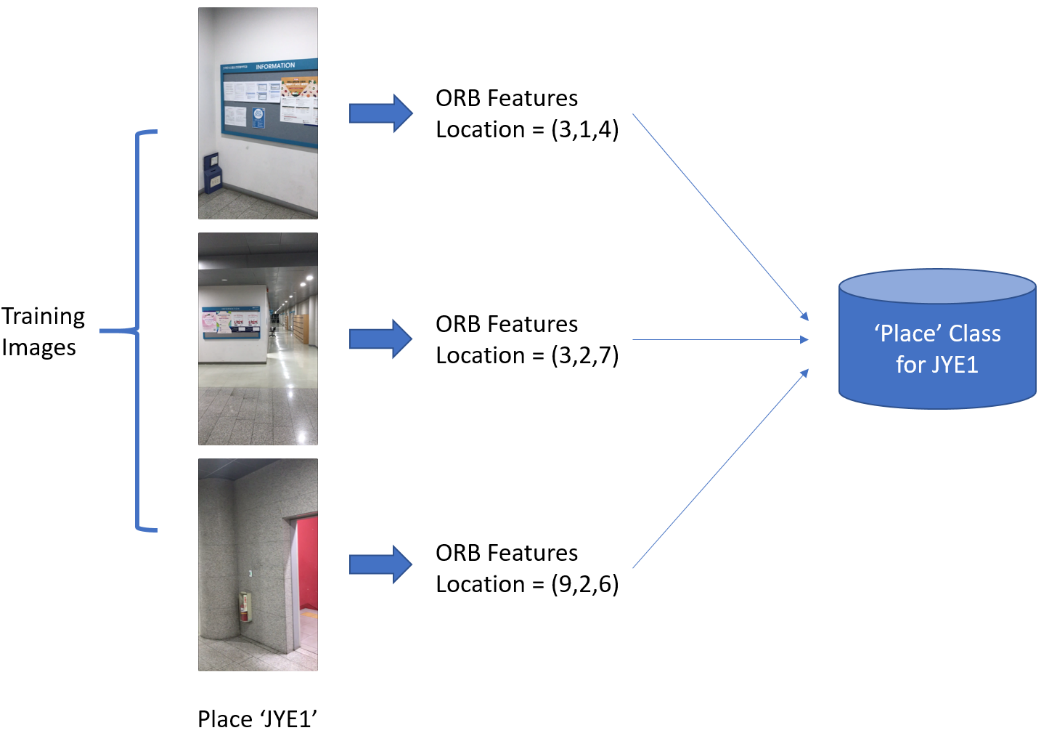 INFORMATION
ORB Features
Location = (3,1,4)
Training
Images
ORB Features
Location = (3,2,7)
‘Place’ Class
for JYE1
ORB Features
Location = (9,2,6)
Place ‘JYE1’